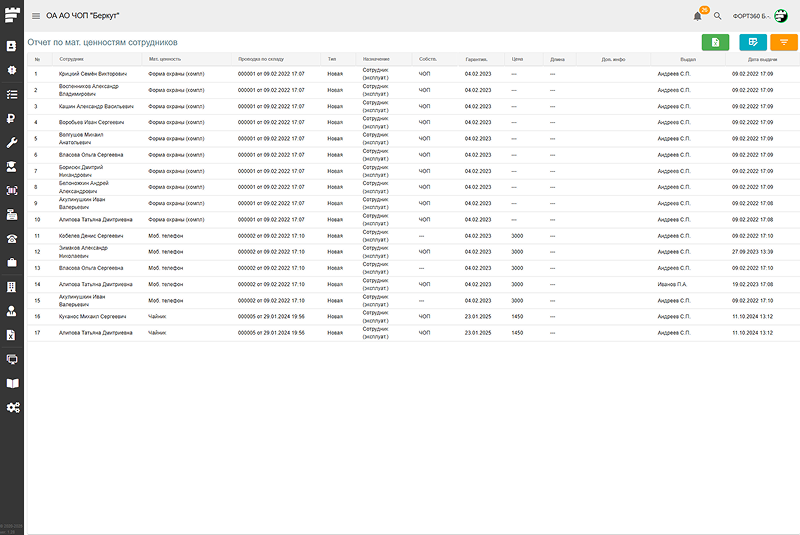 ОА АО ЧОП "Беркут"
26
ФОРТ360 Б.-.
Отчет по мат. ценностям сотрудников
№ Сотрудник Мат. ценность Проводка по складу Тип Назначение Собств. Гарантия. Цена Длина Доп. инфо Выдал Дата выдачи
1 Крицкий Семён Викторович Форма охраны (компл) 000001 от 09.02.2022 17:07 Новая Сотрудник (эксплуат.) ЧОП 04.02.2023 --- --- Андреев С.П. 09.02.2022 17:09
2 Воспенников Александр Владимирович Форма охраны (компл) 000001 от 09.02.2022 17:07 Новая Сотрудник (эксплуат.) ЧОП 04.02.2023 --- --- Андреев С.П. 09.02.2022 17:09
3 Кашин Александр Васильевич Форма охраны (компл) 000001 от 09.02.2022 17:07 Новая Сотрудник (эксплуат.) ЧОП 04.02.2023 --- --- Андреев С.П. 09.02.2022 17:09
4 Воробьев Иван Сергеевич Форма охраны (компл) 000001 от 09.02.2022 17:07 Новая Сотрудник (эксплуат.) ЧОП 04.02.2023 --- --- Андреев С.П. 09.02.2022 17:09
5 Волгушев Михаил Анатольевич Форма охраны (компл) 000001 от 09.02.2022 17:07 Новая Сотрудник (эксплуат.) ЧОП 04.02.2023 --- --- Андреев С.П. 09.02.2022 17:09
6 Власова Ольга Сергеевна Форма охраны (компл) 000001 от 09.02.2022 17:07 Новая Сотрудник (эксплуат.) ЧОП 04.02.2023 --- --- Андреев С.П. 09.02.2022 17:09
7 Борисюк Дмитрий Никандрович Форма охраны (компл) 000001 от 09.02.2022 17:07 Новая Сотрудник (эксплуат.) ЧОП 04.02.2023 --- --- Андреев С.П. 09.02.2022 17:09
8 Белоножкин Андрей Александрович Форма охраны (компл) 000001 от 09.02.2022 17:07 Новая Сотрудник (эксплуат.) ЧОП 04.02.2023 --- --- Андреев С.П. 09.02.2022 17:09
9 Акулинушкин Иван Валерьевич Форма охраны (компл) 000001 от 09.02.2022 17:07 Новая Сотрудник (эксплуат.) ЧОП 04.02.2023 --- --- Андреев С.П. 09.02.2022 17:08
10 Алипова Татьяна Дмитриевна Форма охраны (компл) 000001 от 09.02.2022 17:07 Новая Сотрудник (эксплуат.) ЧОП 04.02.2023 --- --- Андреев С.П. 09.02.2022 17:08
11 Кобелев Денис Сергеевич Моб. телефон 000002 от 09.02.2022 17:10 Новая Сотрудник (эксплуат.) --- 04.02.2023 3000 --- Андреев С.П. 09.02.2022 17:10
12 Зимаков Александр Николаевич Моб. телефон 000002 от 09.02.2022 17:10 Новая Сотрудник (эксплуат.) ЧОП 04.02.2023 3000 --- Андреев С.П. 27.09.2023 13:39
13 Власова Ольга Сергеевна Моб. телефон 000002 от 09.02.2022 17:10 Новая Сотрудник (эксплуат.) --- 04.02.2023 3000 --- Андреев С.П. 09.02.2022 17:10
14 Алипова Татьяна Дмитриевна Моб. телефон 000002 от 09.02.2022 17:10 Новая Сотрудник (эксплуат.) ЧОП 04.02.2023 3000 --- Иванов П.А. 19.02.2023 17:08
15 Акулинушкин Иван Валерьевич Моб. телефон 000002 от 09.02.2022 17:10 Новая Сотрудник (эксплуат.) --- 04.02.2023 3000 --- Андреев С.П. 09.02.2022 17:10
16 Куханос Михаил Сергеевич Чайник 000005 от 29.01.2024 19:56 Новая Сотрудник (эксплуат.) ЧОП 23.01.2025 1450 --- Андреев С.П. 11.10.2024 13:12
17 Алипова Татьяна Дмитриевна Чайник 000005 от 29.01.2024 19:56 Новая Сотрудник (эксплуат.) ЧОП 23.01.2025 1450 --- Андреев С.П. 11.10.2024 13:12